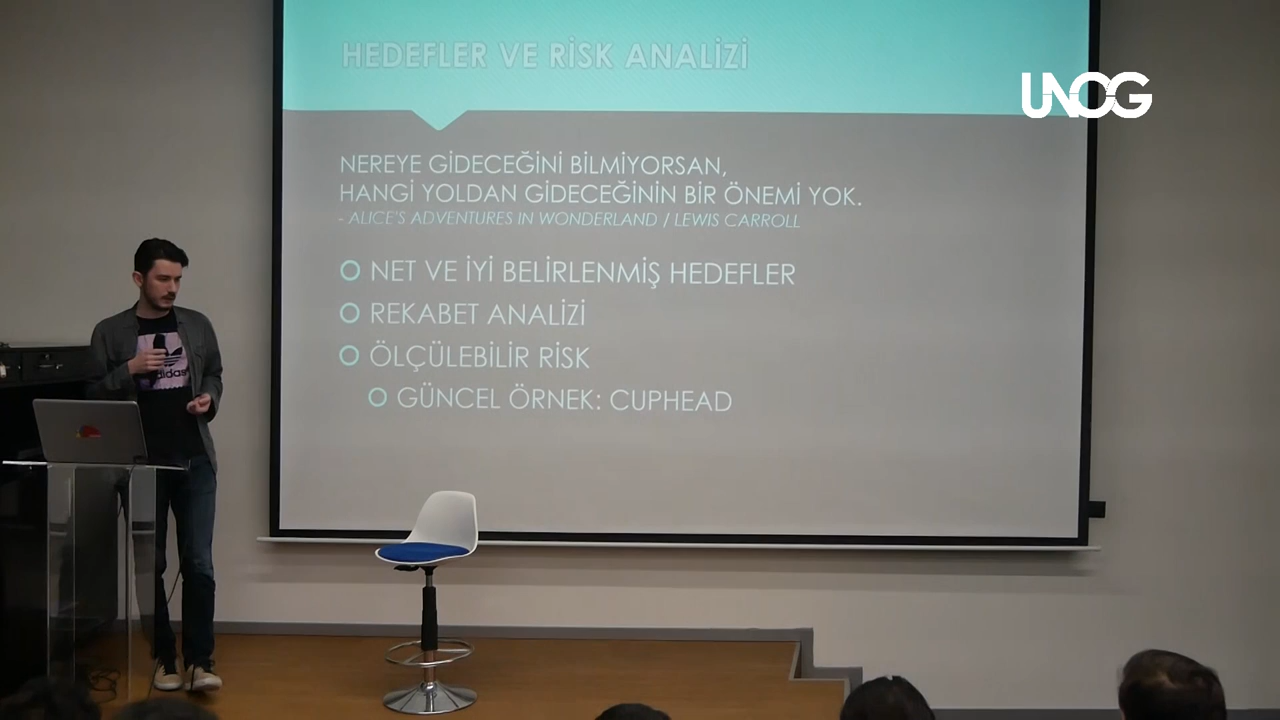 HEDEFLER VE RİSK ANALİZİ
UNOG
NEREYE GİDECEĞİNİ BİLMİYORSAN,
HANGİ YOLDAN GİDECEĞİNİN BİR ÖNEMİ YOK.
- ALICE'S ADVENTURES IN WONDERLAND / LEWIS CARROLL
NET VE İYİ BELİRLENMİŞ HEDEFLER
REKABET ANALİZİ
ÖLÇÜLEBİLİR RİSK
GÜNCEL ÖRNEK: CUPHEAD
adidas